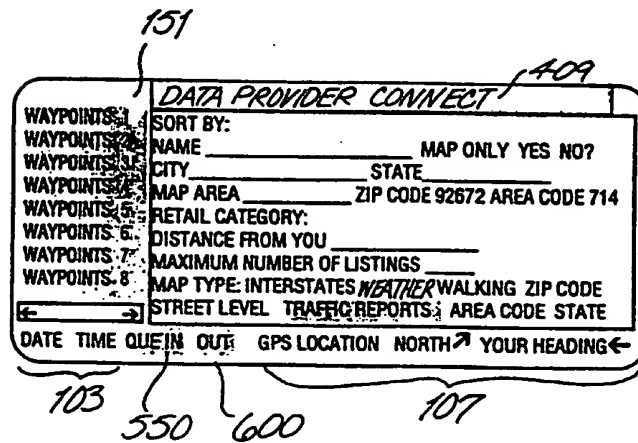 151
409
DATA PROVIDER CONNECT
WAYPOINTS 1
WAYPOINTS 2
WAYPOINTS 3
WAYPOINTS 4
WAYPOINTS 5
WAYPOINTS 6
WAYPOINTS 7
WAYPOINTS 8
SORT BY:
NAME MAP ONLY YES NO?
CITY STATE
MAP AREA ZIP CODE 92672 AREA CODE 714
RETAIL CATEGORY:
DISTANCE FROM YOU
MAXIMUM NUMBER OF LISTINGS
MAP TYPE: INTERSTATES WEATHER WALKING ZIP CODE
STREET LEVEL TRAFFIC REPORTS AREA CODE STATE
DATE TIME QUE IN OUT GPS LOCATION NORTH↗ YOUR HEADING←
103
550
600
107